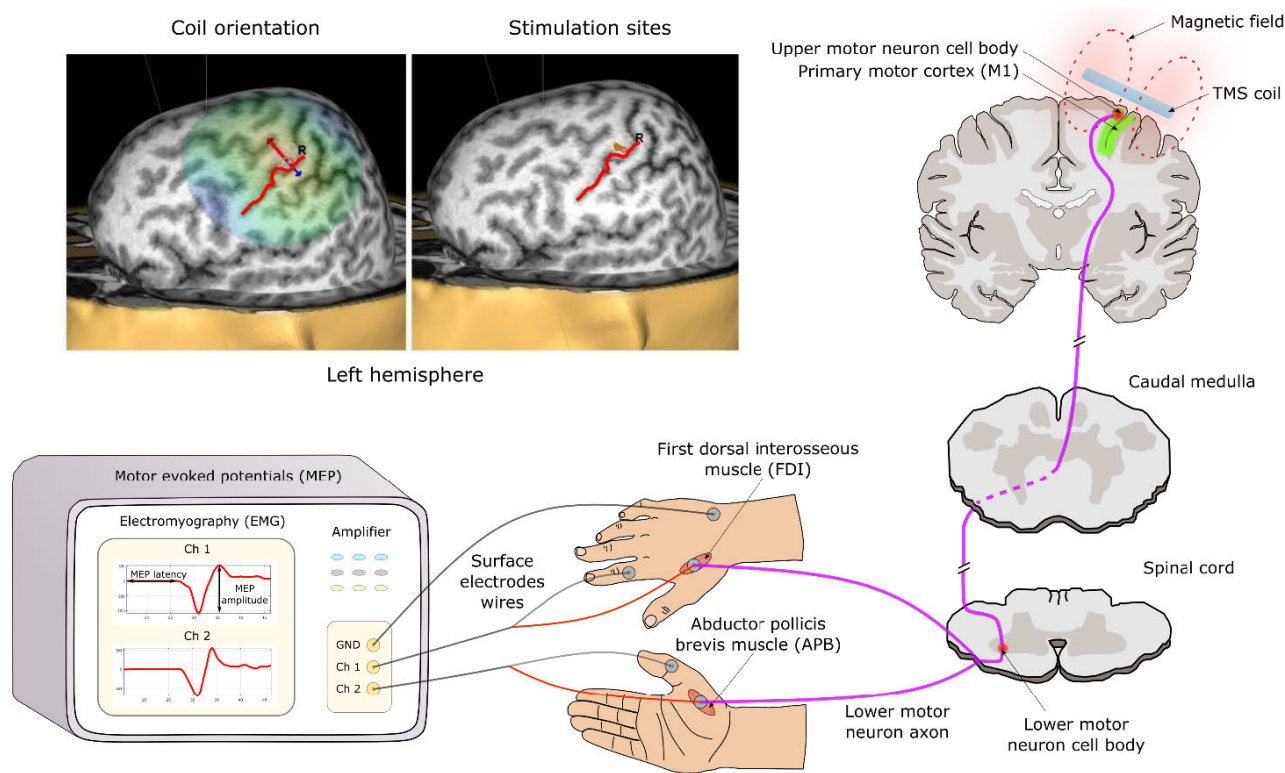 Coil orientation
Stimulation sites
R
R
Left hemisphere
Magnetic field
Upper motor neuron cell body
Primary motor cortex (M1)
TMS coil
Caudal medulla
Spinal cord
Lower motor
neuron cell body
Lower motor
neuron axon
First dorsal interosseous
muscle (FDI)
Abductor pollicis
brevis muscle (APB)
Surface
electrodes
wires
Motor evoked potentials (MEP)
Electromyography (EMG)
Amplifier
Ch 1
MEP latency
MEP
amplitude
Ch 2
GND
Ch 1
Ch 2